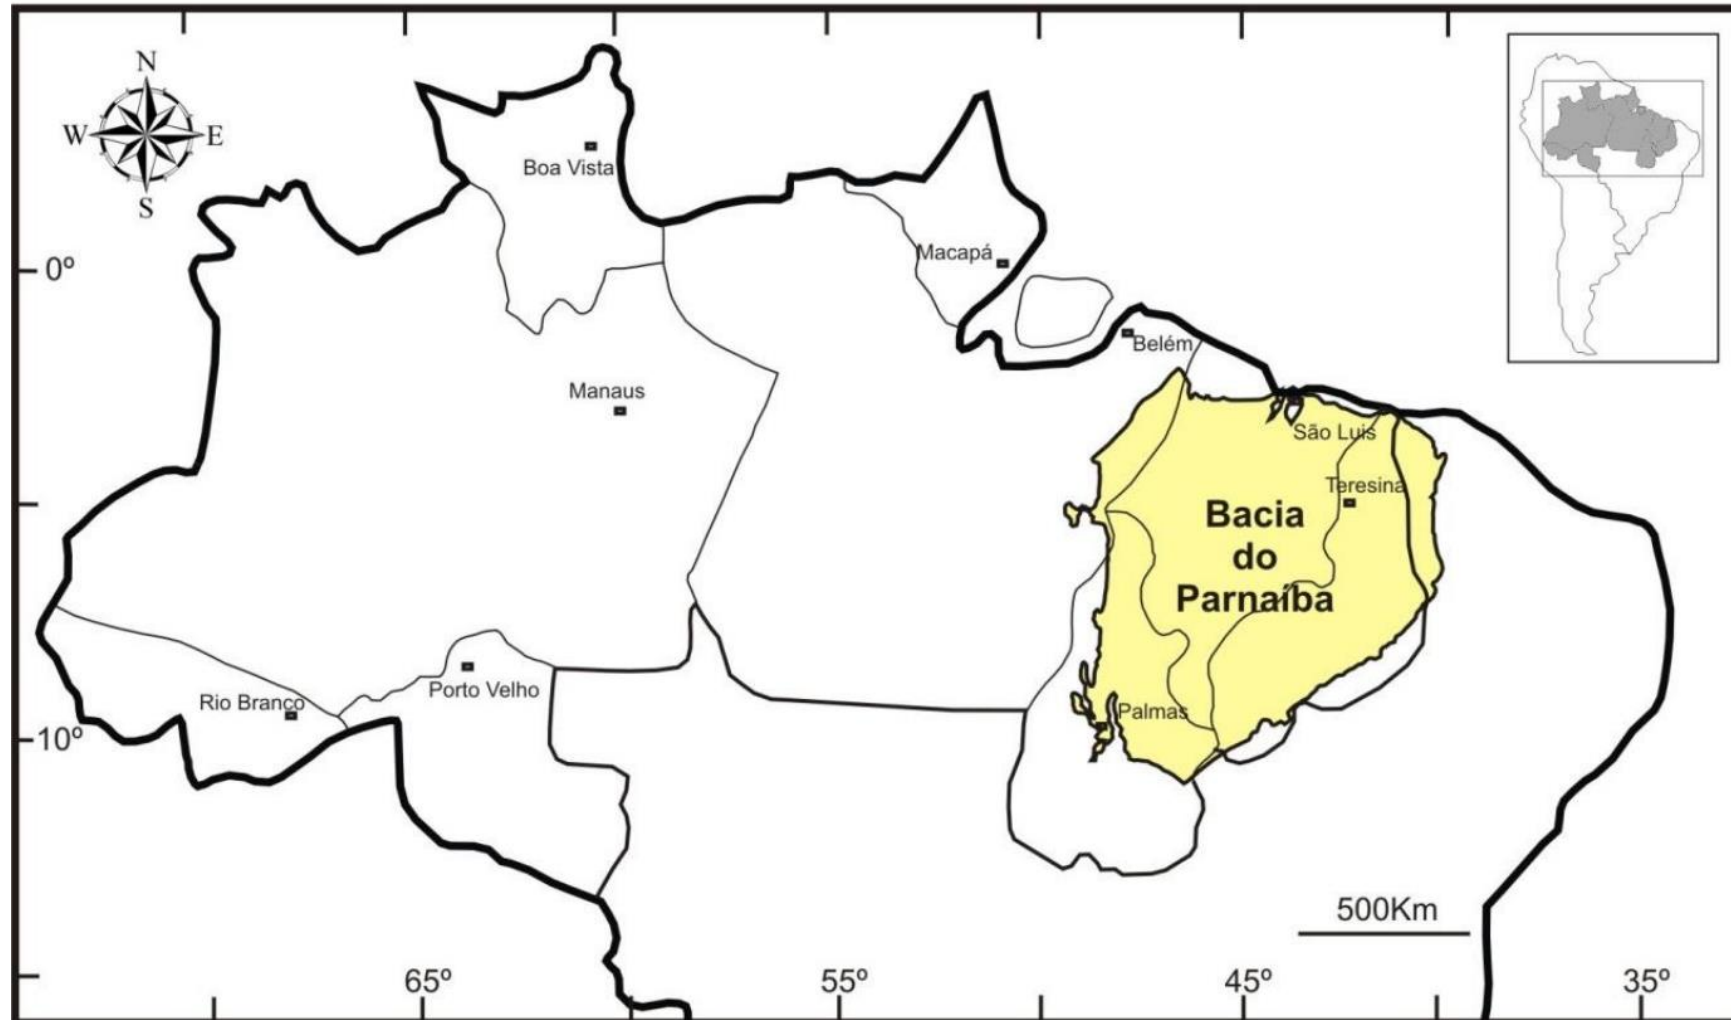 N
W E
S
Boa Vista
Macapá
0º
Belém
Manaus
São Luis
Teresina
Bacia
do
Parnaíba
Porto Velho
Rio Branco
Palmas
10º
500Km
65º 55º 45º 35º